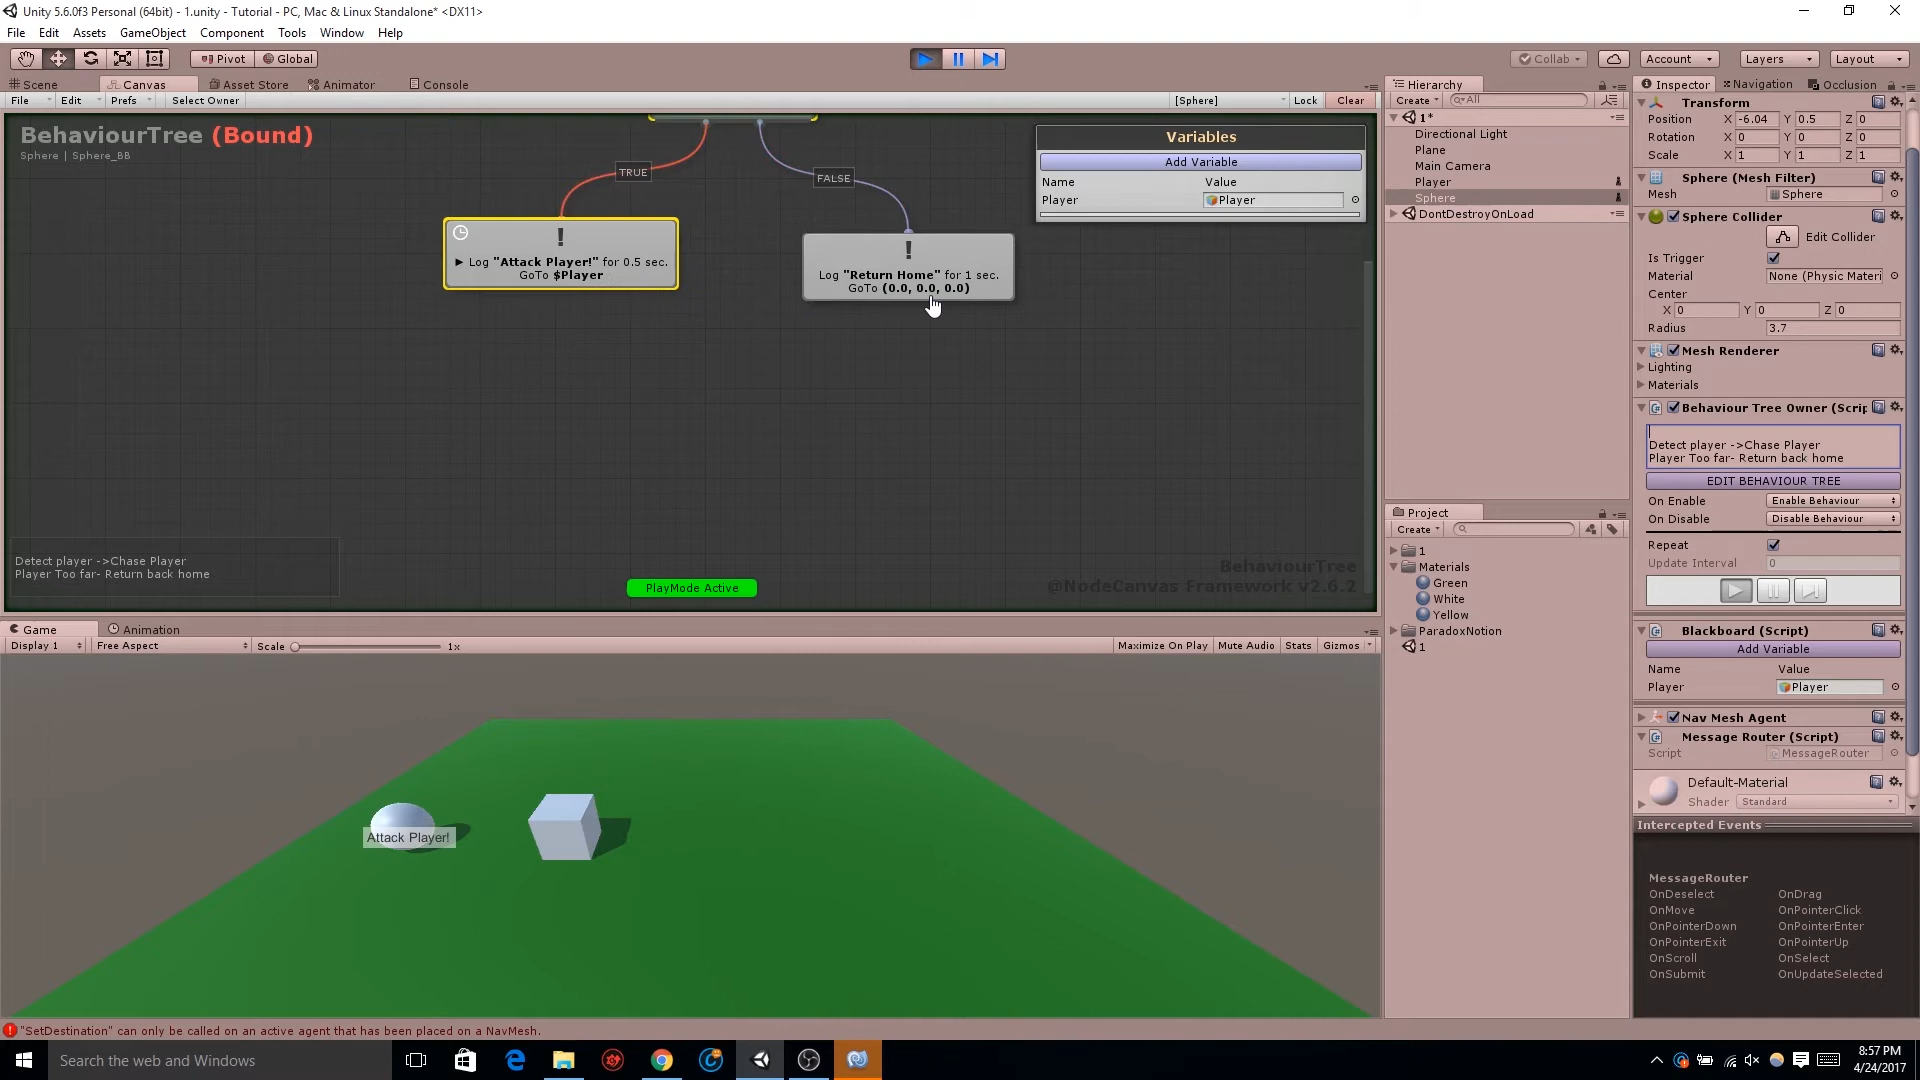 Unity 5.6.0f3 Personal (64bit) - 1.unity - Tutorial - PC, Mac & Linux Standalone* <DX11>
File Edit Assets GameObject Component Tools Window Help
Pivot Global Collab Account Layers Layout
Scene Canvas Asset Store Animator Console
File Edit Prefs Select Owner [Sphere] Lock Clear
BehaviourTree (Bound)
Sphere | Sphere_BB
TRUE
FALSE
Log "Attack Player!" for 0.5 sec.
GoTo $Player
Log "Return Home" for 1 sec.
GoTo (0.0, 0.0, 0.0)
Variables
Add Variable
Name Value
Player Player
Detect player ->Chase Player
Player Too far- Return back home
PlayMode Active
BehaviourTree
@NodeCanvas Framework v2.6.2
Game Animation
Display 1 Free Aspect Scale 1x Maximize On Play Mute Audio Stats Gizmos
Attack Player!
Hierarchy
Create All
1*
Directional Light
Plane
Main Camera
Player
Sphere
DontDestroyOnLoad
Project
Create
1
Materials
Green
White
Yellow
ParadoxNotion
1
Inspector Navigation Occlusion
Transform
Position X -6.04 Y 0.5 Z 0
Rotation X 0 Y 0 Z 0
Scale X 1 Y 1 Z 1
Sphere (Mesh Filter)
Mesh Sphere
Sphere Collider
Edit Collider
Is Trigger
Material None (Physic Materi
Center
X 0 Y 0 Z 0
Radius 3.7
Mesh Renderer
Lighting
Materials
Behaviour Tree Owner (Scrip
Detect player ->Chase Player
Player Too far- Return back home
EDIT BEHAVIOUR TREE
On Enable Enable Behaviour
On Disable Disable Behaviour
Repeat
Update Interval 0
Blackboard (Script)
Add Variable
Name Value
Player Player
Nav Mesh Agent
Message Router (Script)
Script MessageRouter
Default-Material
Shader Standard
Intercepted Events
MessageRouter
OnDeselect OnDrag
OnMove OnPointerClick
OnPointerDown OnPointerEnter
OnPointerExit OnPointerUp
OnScroll OnSelect
OnSubmit OnUpdateSelected
"SetDestination" can only be called on an active agent that has been placed on a NavMesh.
Search the web and Windows
8:57 PM
4/24/2017